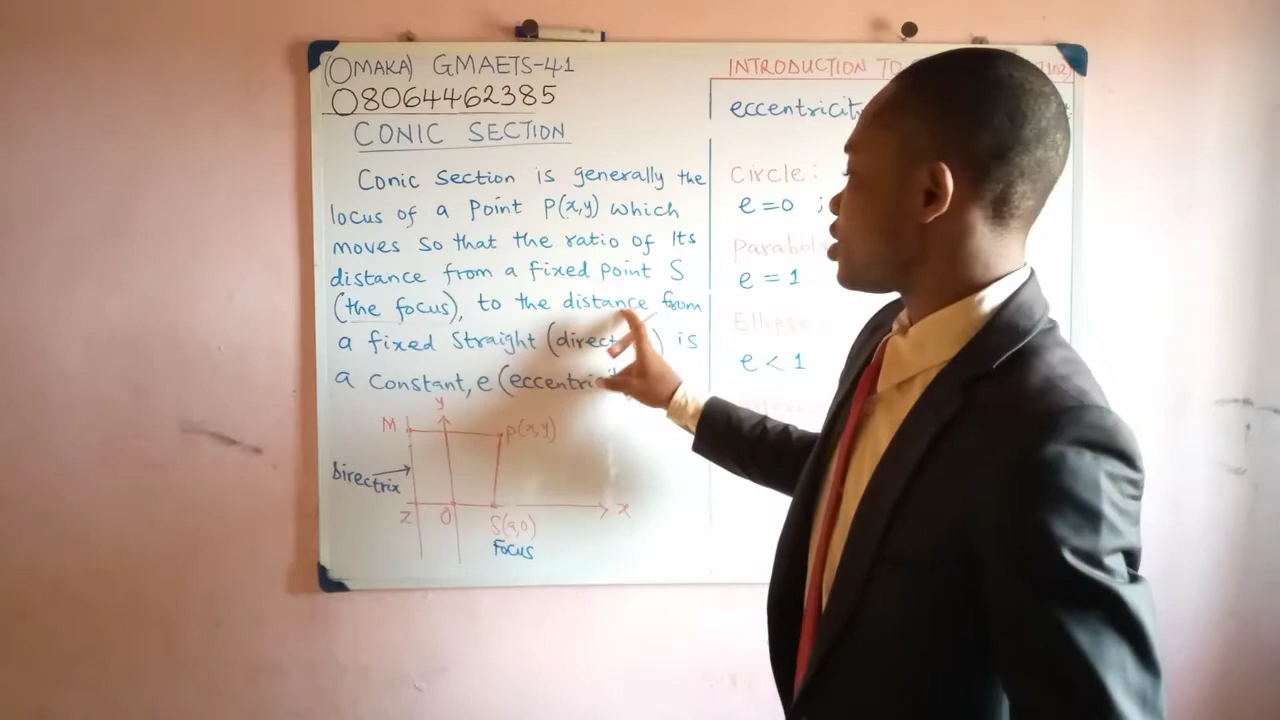 (OMAKA) GMAETS-41
08064462385
CONIC SECTION
Conic Section is generally the
locus of a point P(x,y) which
moves so that the ratio of Its
distance from a fixed point S
(the focus), to the distance from
a fixed straight (direct ) is
a constant, e (eccentri
y
M P(x,y)
Directrix
Z O S(a,0) x
Focus
INTRODUCTION TO
eccentricity
Circle:
e=0 ;
Parabola
e = 1
Ellipse
e < 1